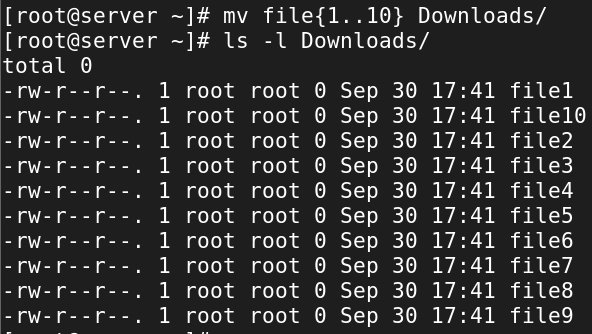 [root@server ~]# mv file{1..10} Downloads/
[root@server ~]# ls -l Downloads/
total 0
-rw-r--r--. 1 root root 0 Sep 30 17:41 file1
-rw-r--r--. 1 root root 0 Sep 30 17:41 file10
-rw-r--r--. 1 root root 0 Sep 30 17:41 file2
-rw-r--r--. 1 root root 0 Sep 30 17:41 file3
-rw-r--r--. 1 root root 0 Sep 30 17:41 file4
-rw-r--r--. 1 root root 0 Sep 30 17:41 file5
-rw-r--r--. 1 root root 0 Sep 30 17:41 file6
-rw-r--r--. 1 root root 0 Sep 30 17:41 file7
-rw-r--r--. 1 root root 0 Sep 30 17:41 file8
-rw-r--r--. 1 root root 0 Sep 30 17:41 file9